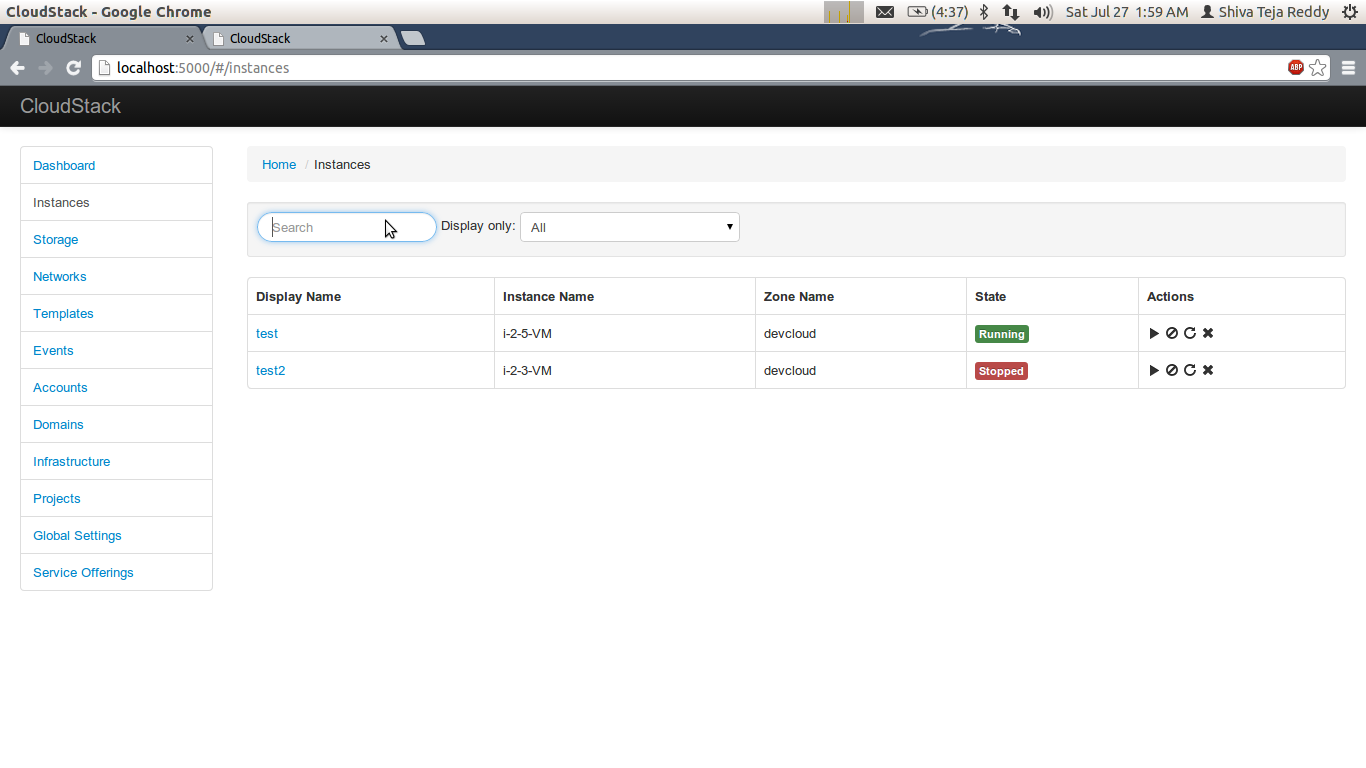 CloudStack - Google Chrome (4:37) Sat Jul 27 1:59 AM Shiva Teja Reddy
CloudStack CloudStack
localhost:5000/#/instances ABP
CloudStack
Dashboard
Instances
Storage
Networks
Templates
Events
Accounts
Domains
Infrastructure
Projects
Global Settings
Service Offerings
Home / Instances
Search Display only: All
Display Name Instance Name Zone Name State Actions
test i-2-5-VM devcloud Running
test2 i-2-3-VM devcloud Stopped